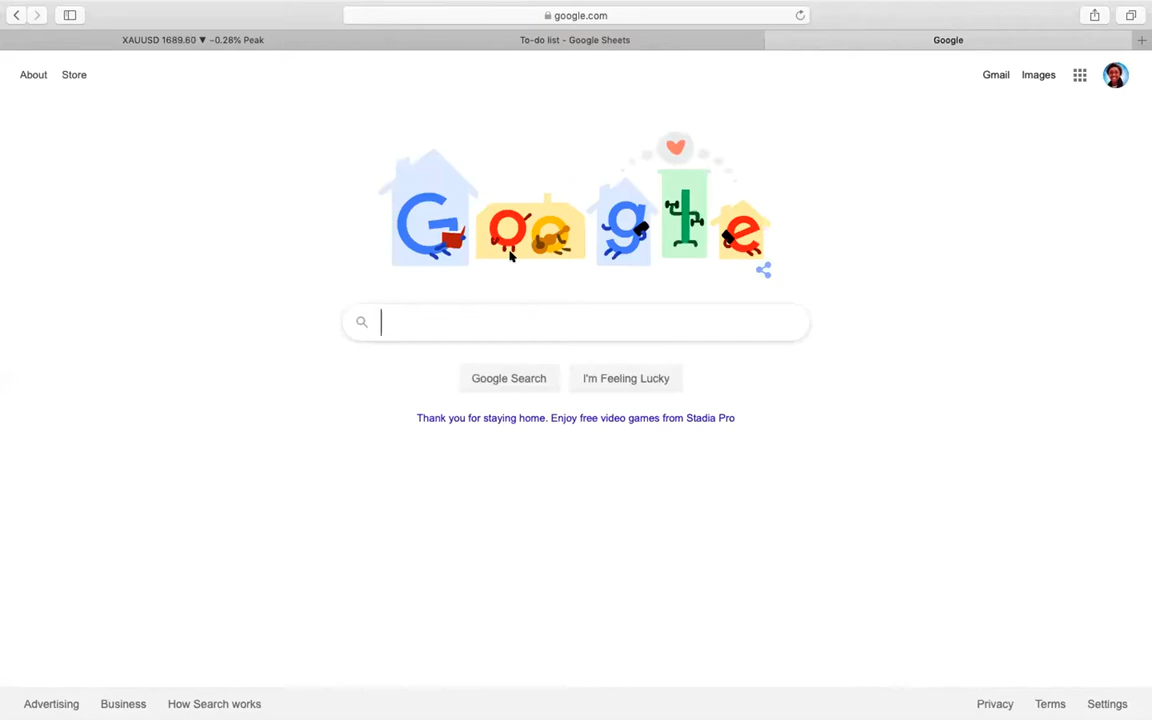 google.com
XAUUSD 1689.60 ▼ −0.28% Peak
To-do list - Google Sheets
Google
About Store
Gmail Images
Google
Google Search
I'm Feeling Lucky
Thank you for staying home. Enjoy free video games from Stadia Pro
Advertising Business How Search works
Privacy Terms Settings